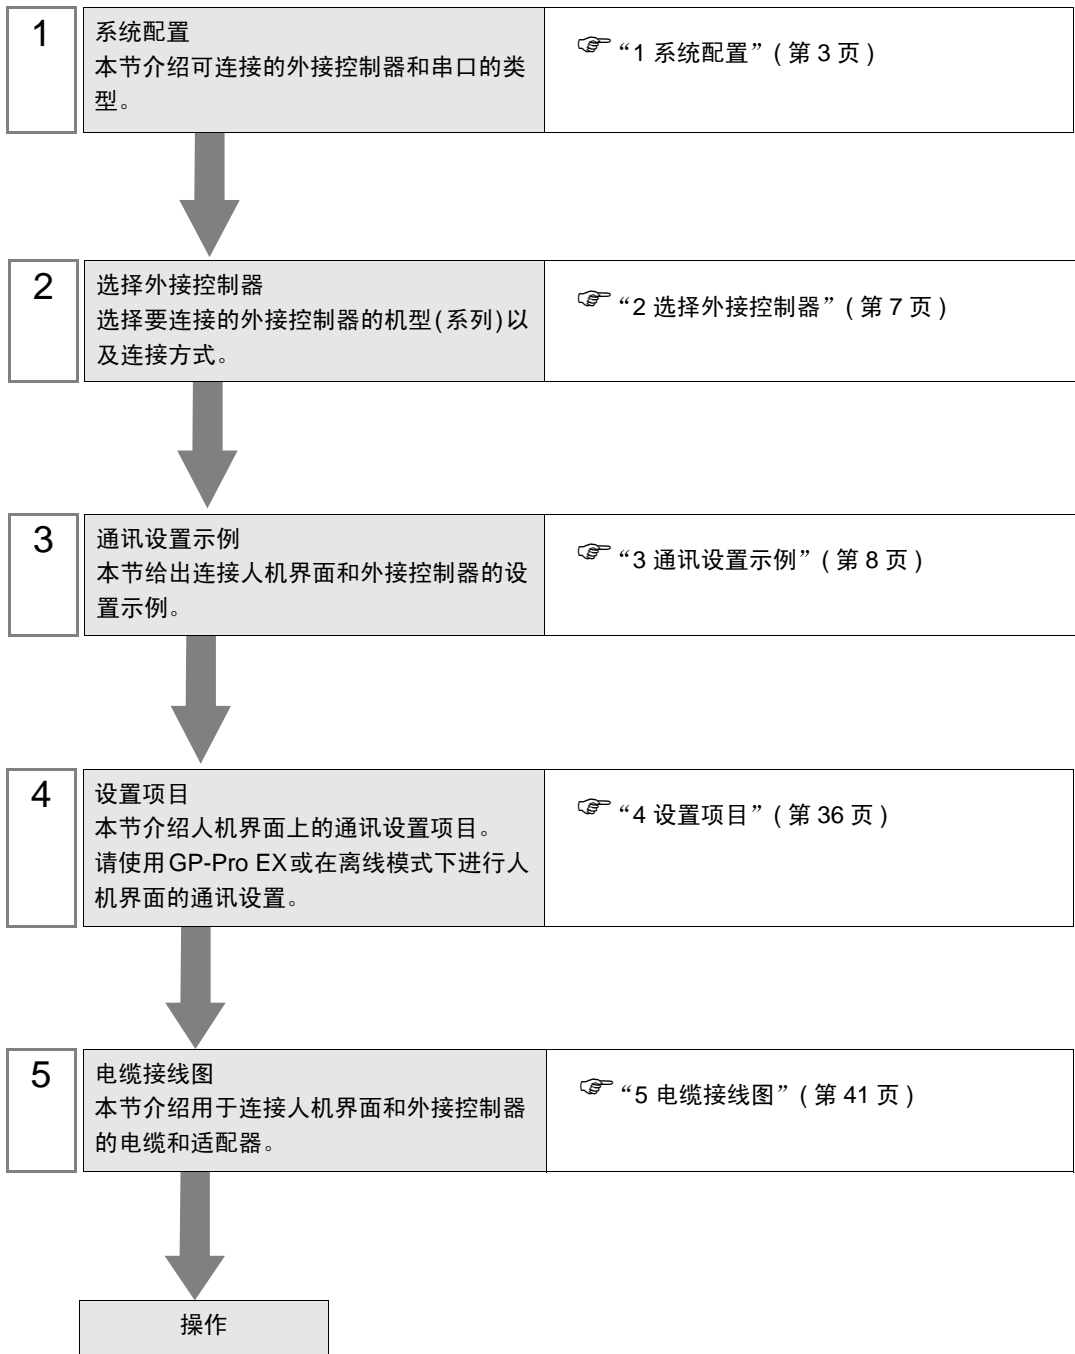 1
系统配置
本节介绍可连接的外接控制器和串口的类
型。
“1 系统配置” ( 第 3 页 )
2
选择外接控制器
选择要连接的外接控制器的机型(系列)以
及连接方式。
“2 选择外接控制器” ( 第 7 页 )
3
通讯设置示例
本节给出连接人机界面和外接控制器的设
置示例。
“3 通讯设置示例” ( 第 8 页 )
4
设置项目
本节介绍人机界面上的通讯设置项目。
请使用GP-Pro EX或在离线模式下进行人
机界面的通讯设置。
“4 设置项目” ( 第 36 页 )
5
电缆接线图
本节介绍用于连接人机界面和外接控制器
的电缆和适配器。
“5 电缆接线图” ( 第 41 页 )
操作